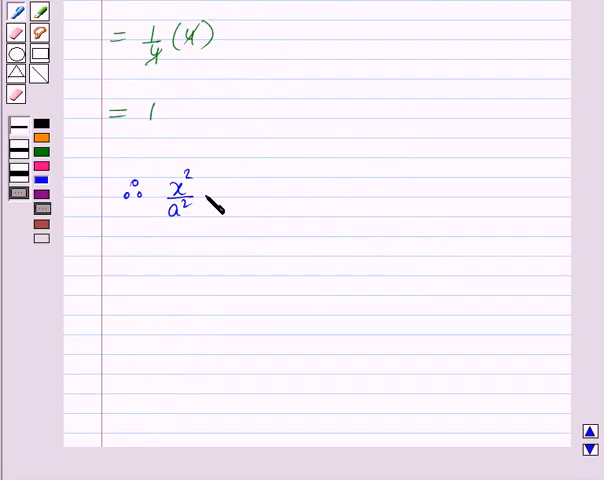 = 1/4 (4)
= 1
∴ x²/a²